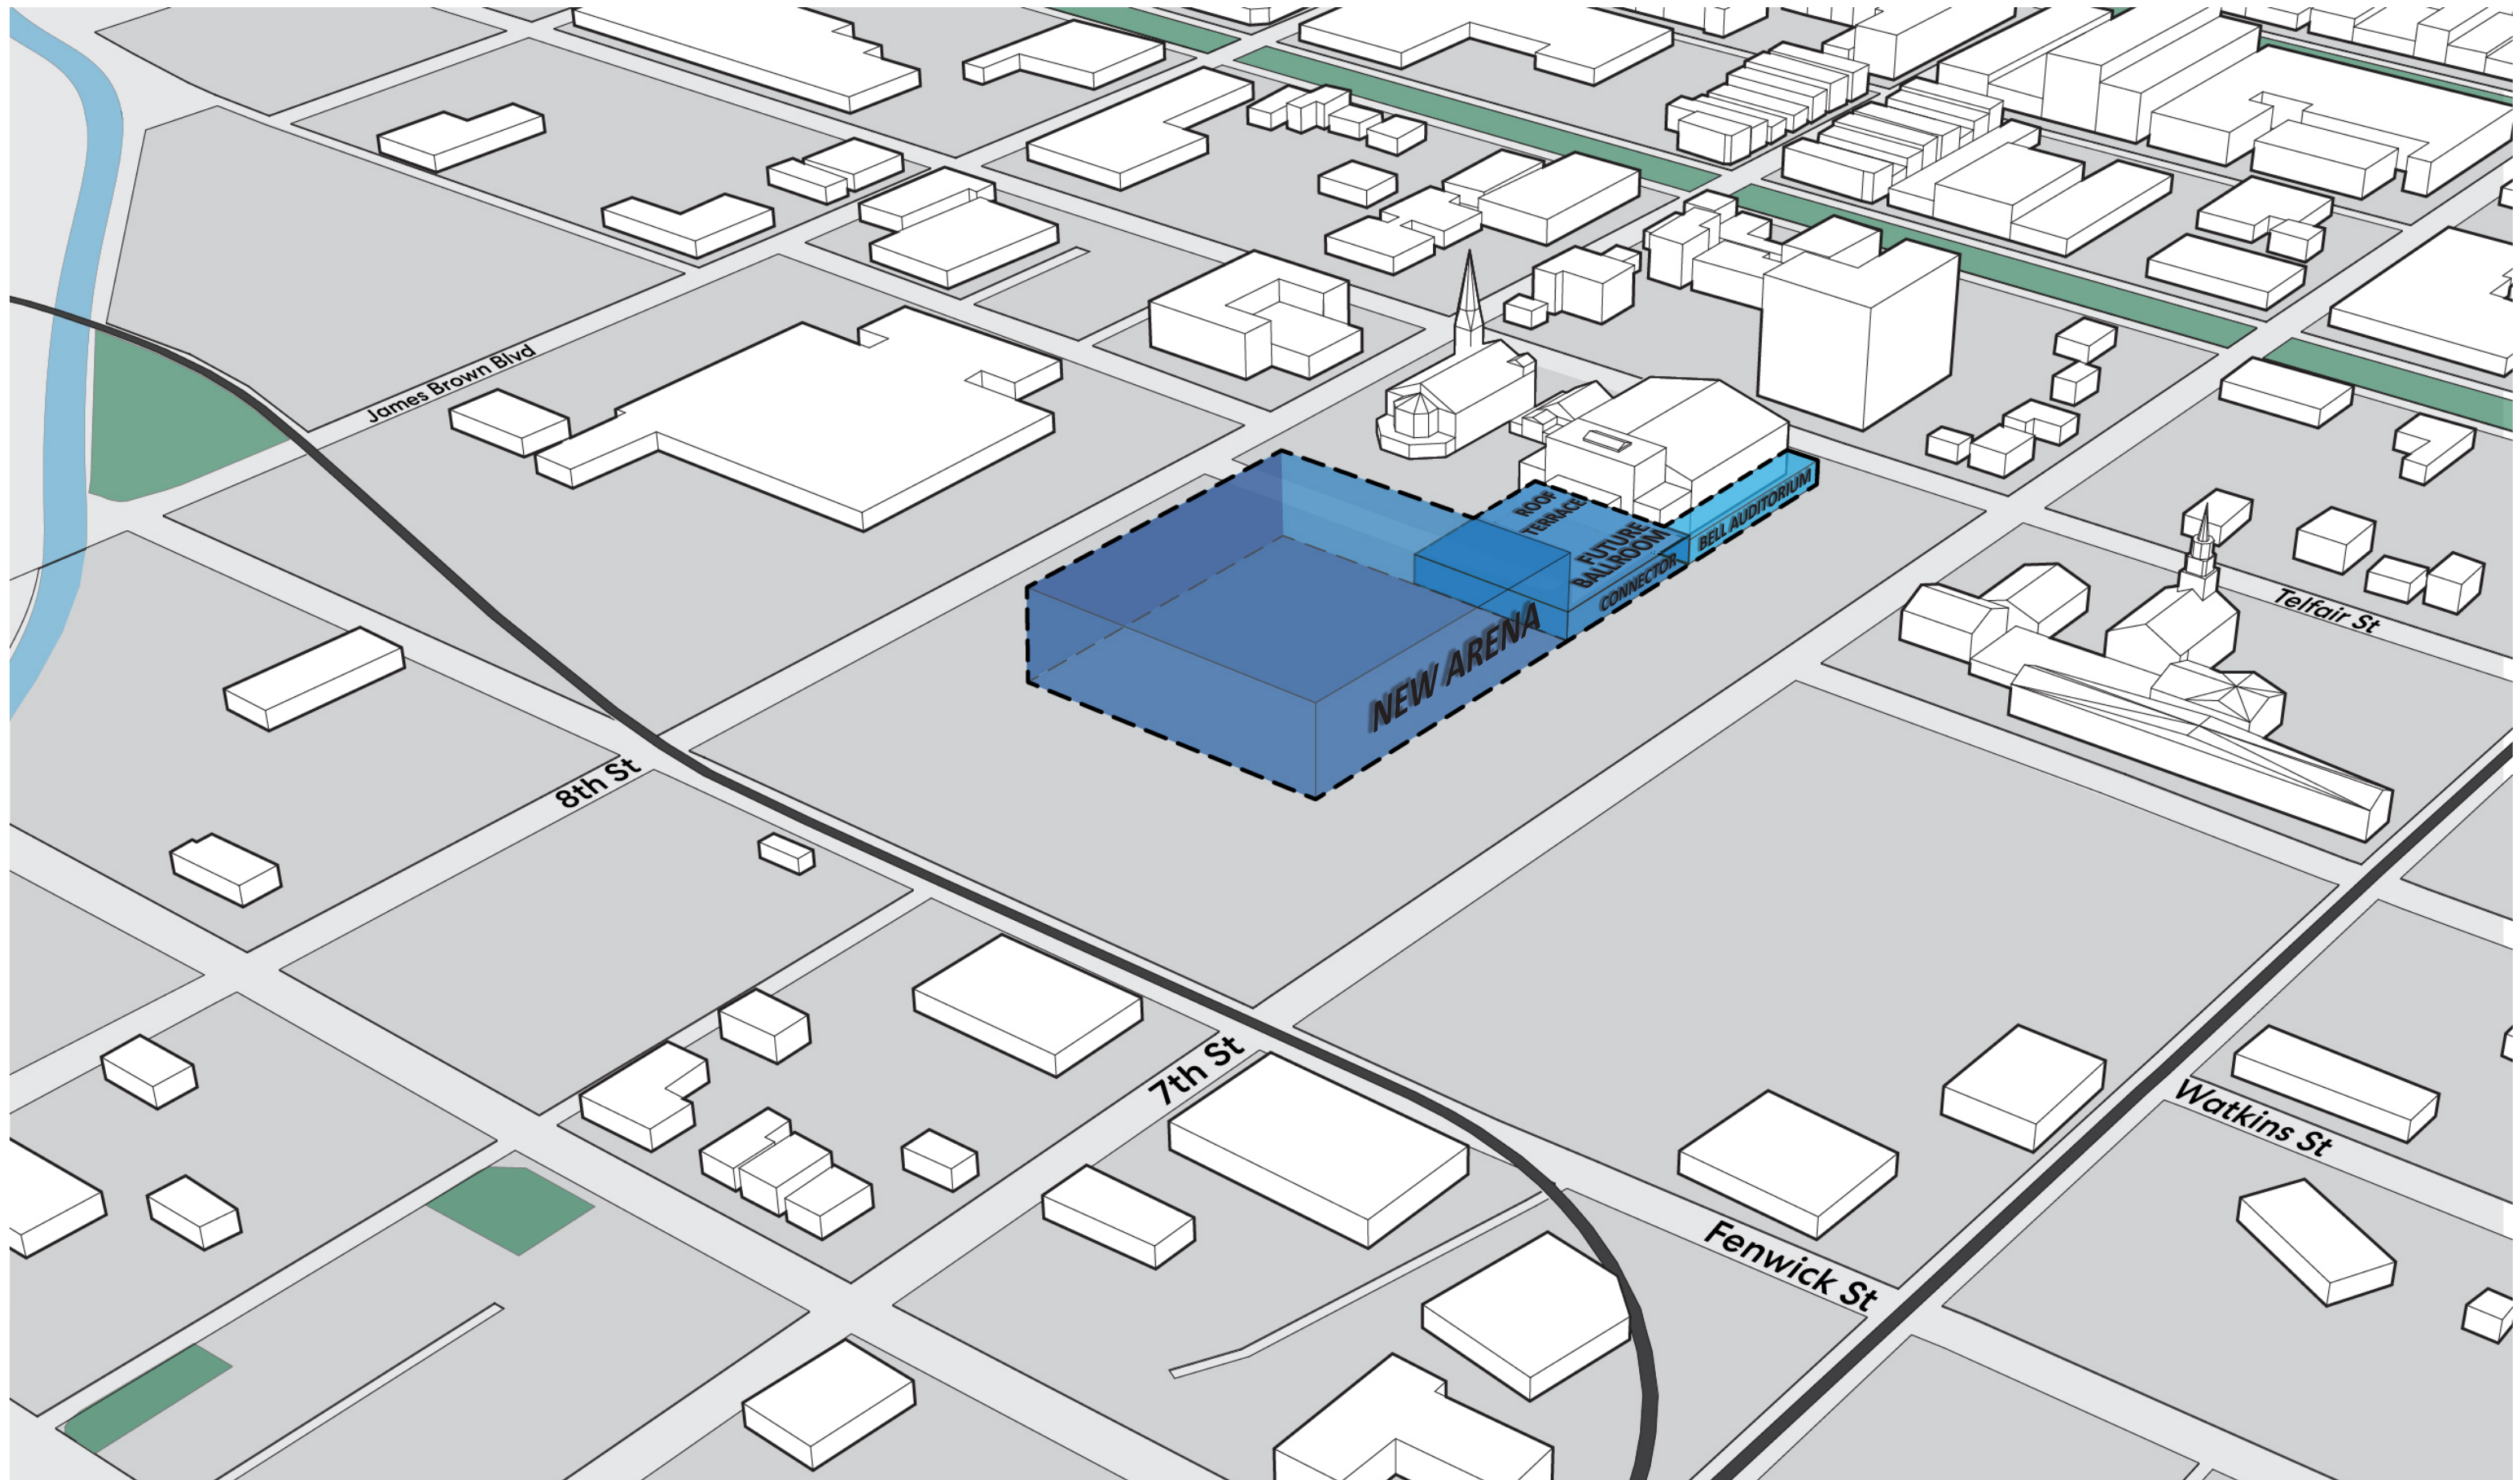 James Brown Blvd
ROOF
TERRACE
FUTURE
BALLROOM
CONNECTOR
BELL AUDITORIUM
NEW ARENA
Telfair St
8th St
7th St
Watkins St
Fenwick St